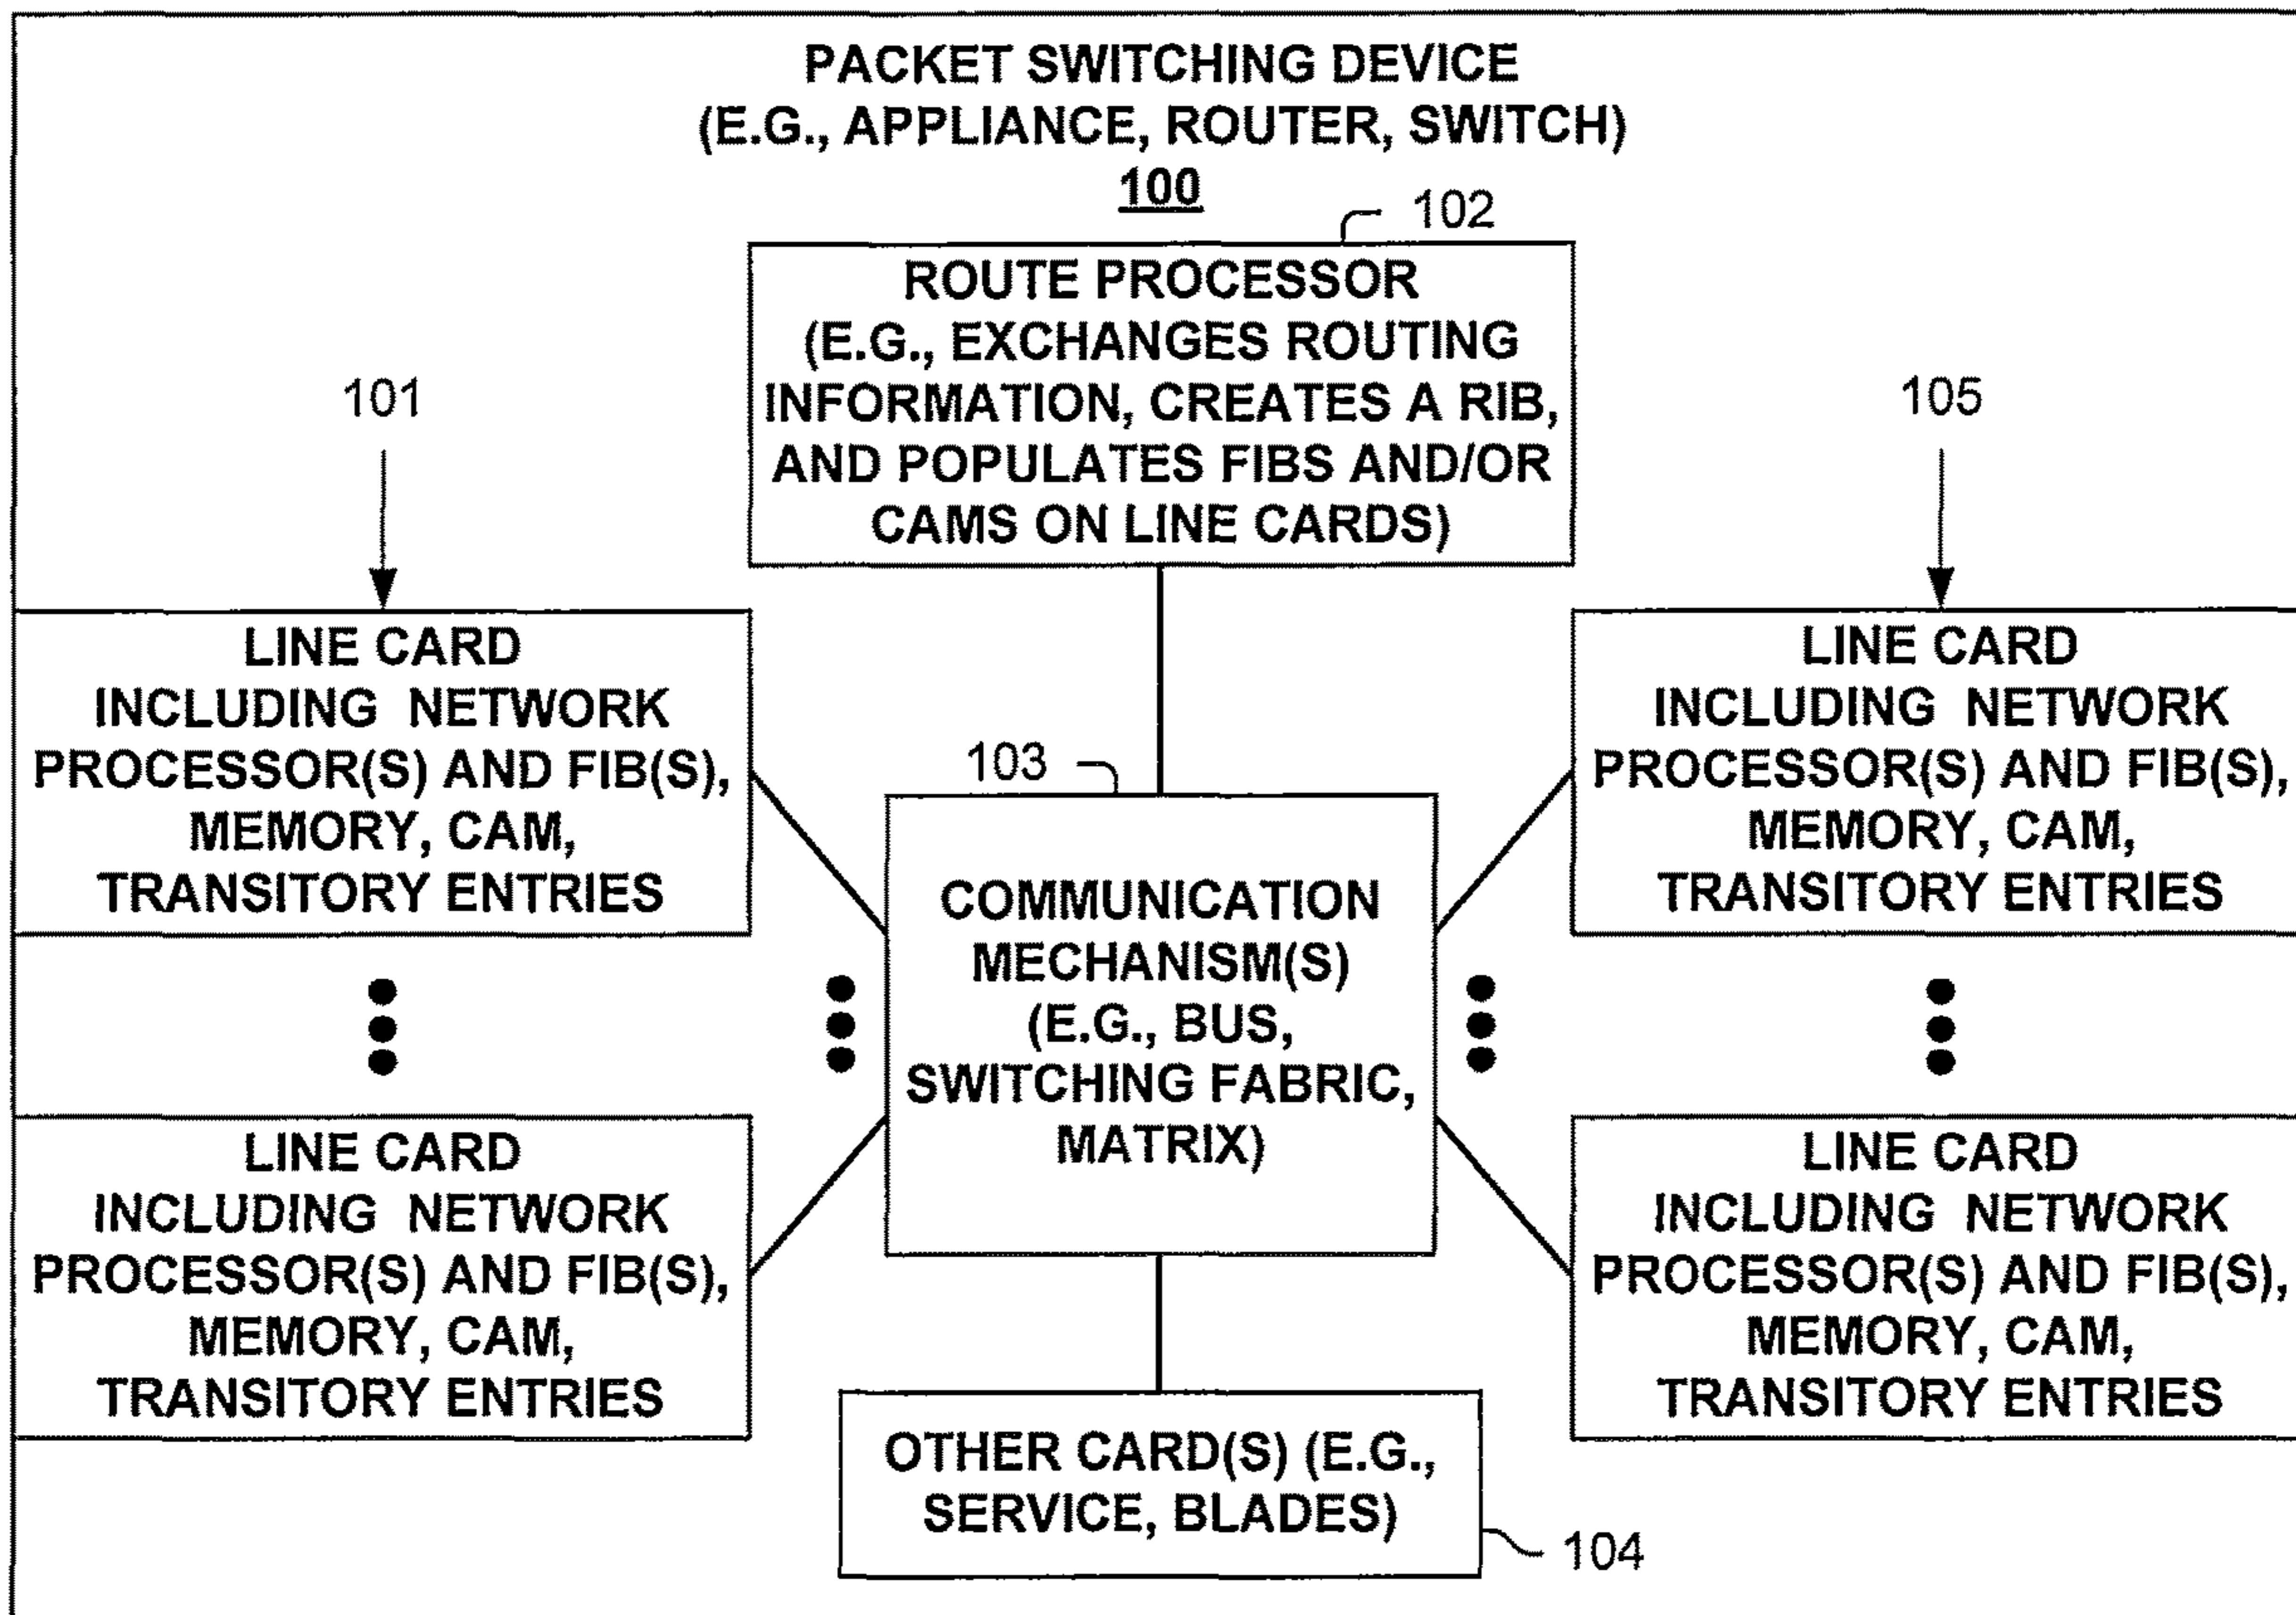 PACKET SWITCHING DEVICE
(E.G., APPLIANCE, ROUTER, SWITCH)
100
102
ROUTE PROCESSOR
(E.G., EXCHANGES ROUTING
INFORMATION, CREATES A RIB,
AND POPULATES FIBS AND/OR
CAMS ON LINE CARDS)
101
105
LINE CARD
INCLUDING NETWORK
PROCESSOR(S) AND FIB(S),
MEMORY, CAM,
TRANSITORY ENTRIES
LINE CARD
INCLUDING NETWORK
PROCESSOR(S) AND FIB(S),
MEMORY, CAM,
TRANSITORY ENTRIES
103
COMMUNICATION
MECHANISM(S)
(E.G., BUS,
SWITCHING FABRIC,
MATRIX)
LINE CARD
INCLUDING NETWORK
PROCESSOR(S) AND FIB(S),
MEMORY, CAM,
TRANSITORY ENTRIES
LINE CARD
INCLUDING NETWORK
PROCESSOR(S) AND FIB(S),
MEMORY, CAM,
TRANSITORY ENTRIES
OTHER CARD(S) (E.G.,
SERVICE, BLADES)
104